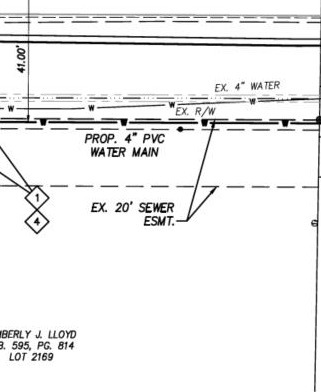 41.00'
EX. 4" WATER
W W W W
EX. R/W
PROP. 4" PVC
WATER MAIN
1
4
EX. 20' SEWER
ESMT.
BERLY J. LLOYD
. 595, PG. 814
LOT 2169